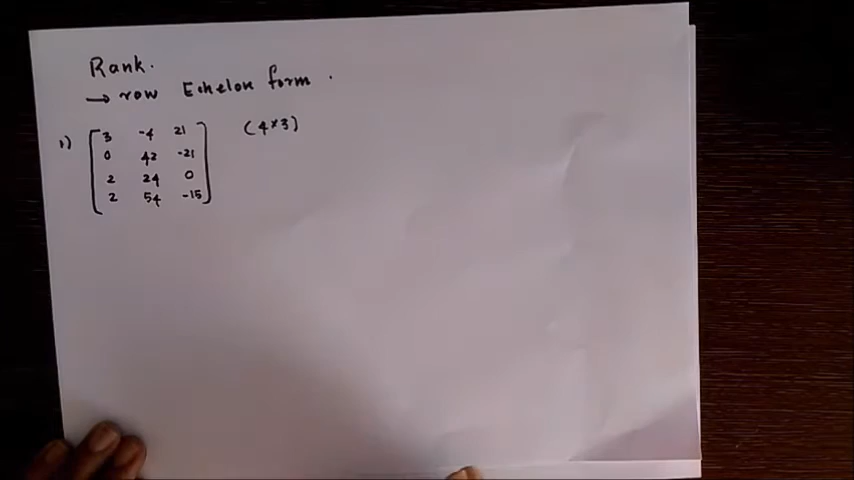 Rank.
→ row Echelon form .
1) [ 3 -4 21 ] (4×3)
0 42 -21
2 24 0
2 54 -15